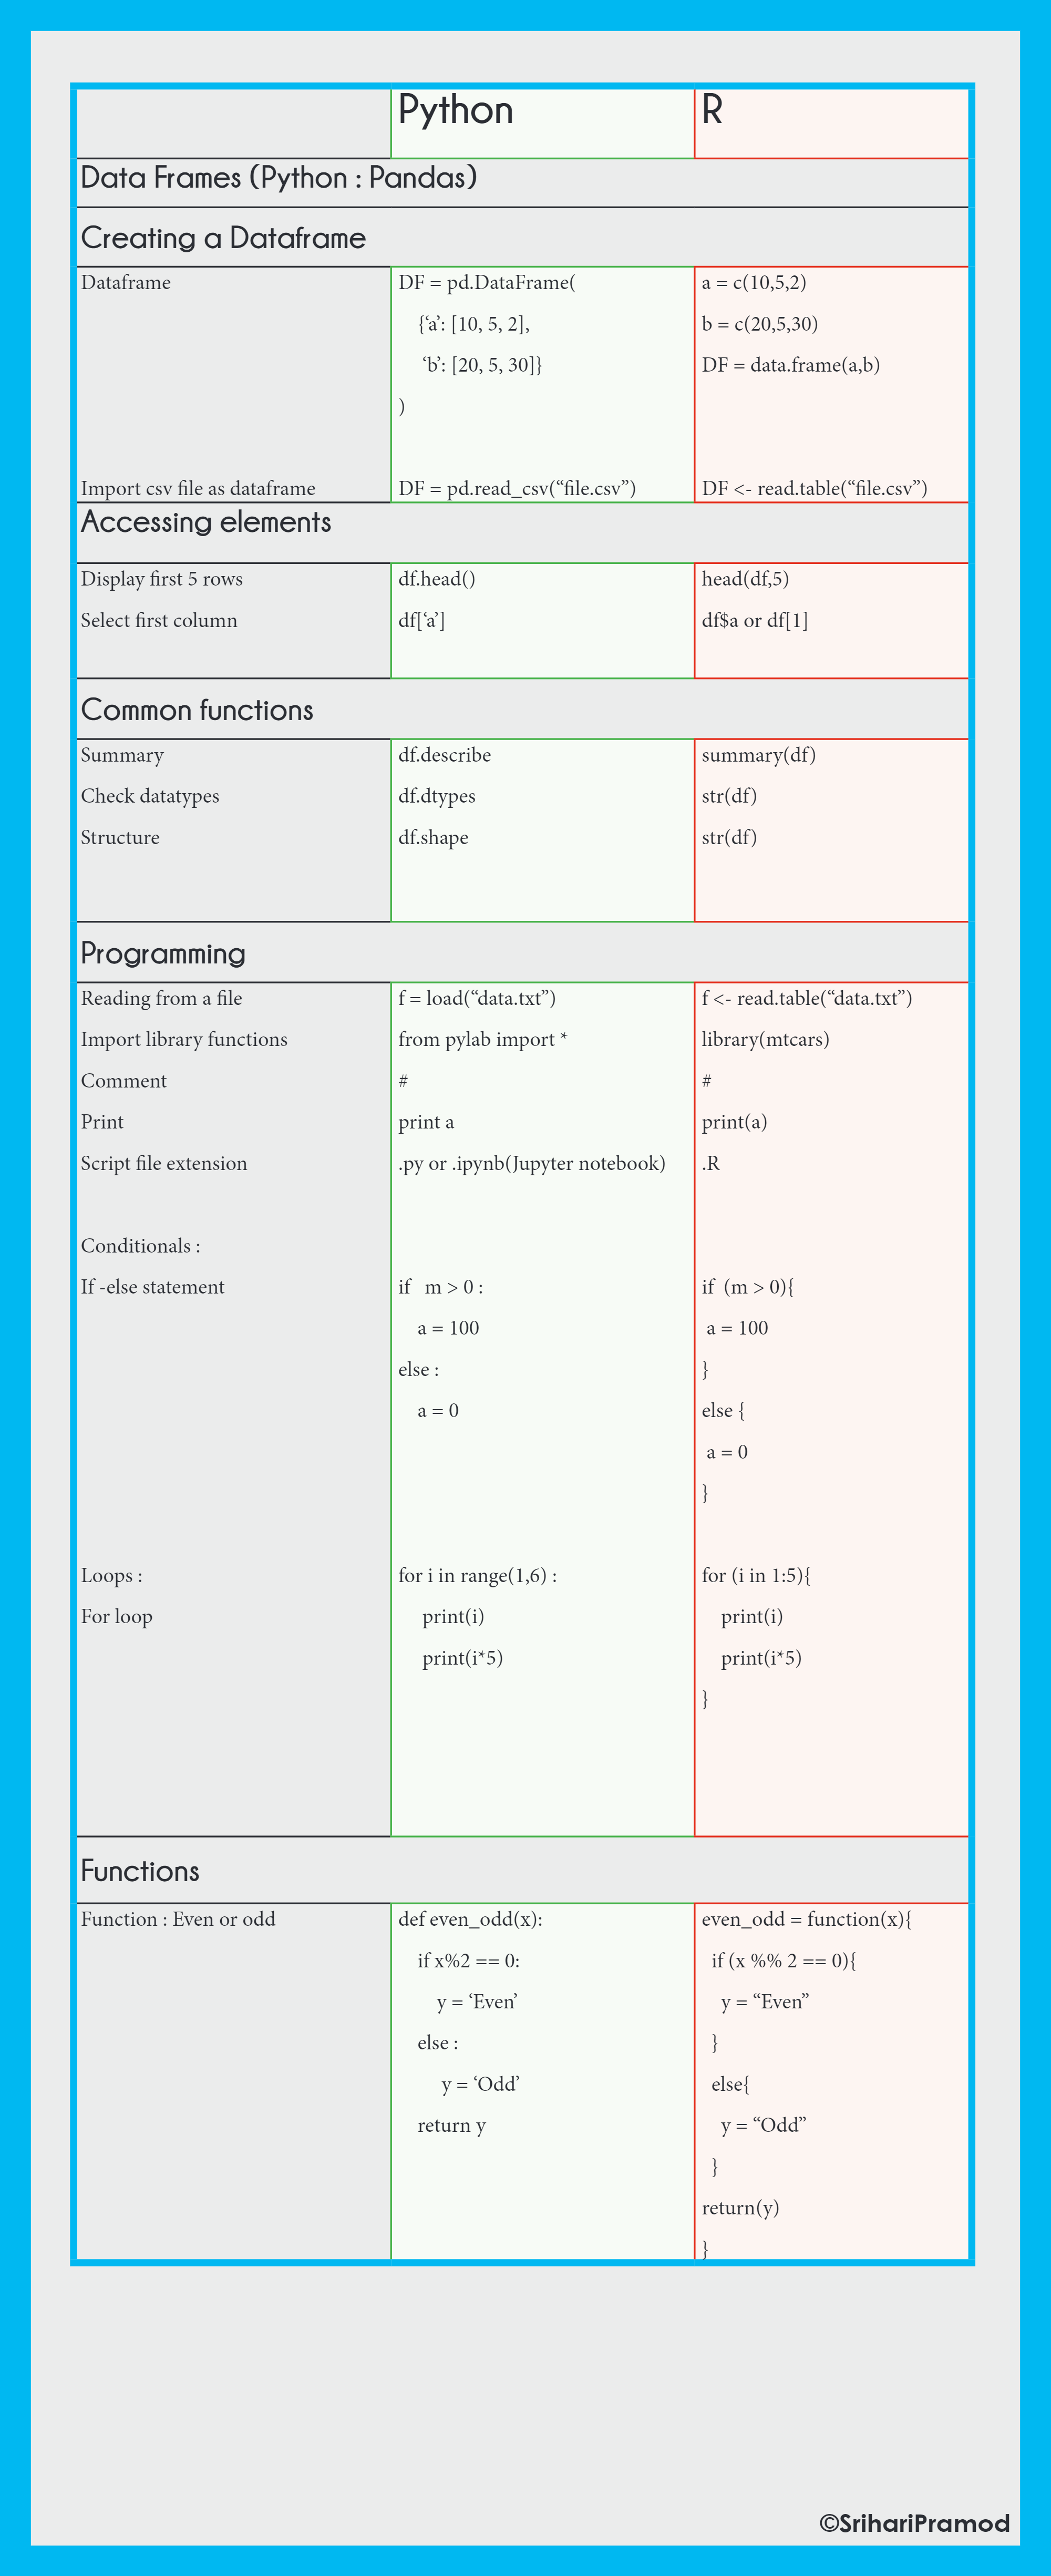 Python R
Data Frames (Python : Pandas)
Creating a Dataframe
Dataframe DF = pd.DataFrame( a = c(10,5,2)
{‘a’: [10, 5, 2], b = c(20,5,30)
‘b’: [20, 5, 30]} DF = data.frame(a,b)
)
Import csv file as dataframe DF = pd.read_csv(“file.csv”) DF <- read.table(“file.csv”)
Accessing elements
Display first 5 rows df.head() head(df,5)
Select first column df[‘a’] df$a or df[1]
Common functions
Summary df.describe summary(df)
Check datatypes df.dtypes str(df)
Structure df.shape str(df)
Programming
Reading from a file f = load(“data.txt”) f <- read.table(“data.txt”)
Import library functions from pylab import * library(mtcars)
Comment # #
Print print a print(a)
Script file extension .py or .ipynb(Jupyter notebook) .R
Conditionals :
If -else statement if m > 0 : if (m > 0){
a = 100 a = 100
else : }
a = 0 else {
a = 0
}
Loops : for i in range(1,6) : for (i in 1:5){
For loop print(i) print(i)
print(i*5) print(i*5)
}
Functions
Function : Even or odd def even_odd(x): even_odd = function(x){
if x%2 == 0: if (x %% 2 == 0){
y = ‘Even’ y = “Even”
else : }
y = ‘Odd’ else{
return y y = “Odd”
}
return(y)
}
©SrihariPramod